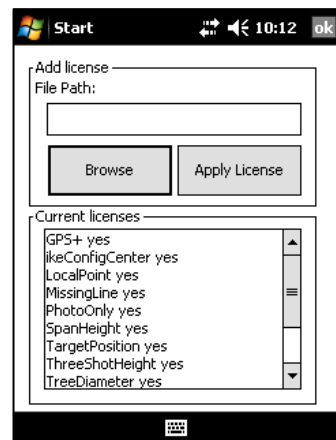 Start 10:12 ok
Add license
File Path:
Browse Apply License
Current licenses
GPS+ yes
ikeConfigCenter yes
LocalPoint yes
MissingLine yes
PhotoOnly yes
SpanHeight yes
TargetPosition yes
ThreeShotHeight yes
TreeDiameter yes